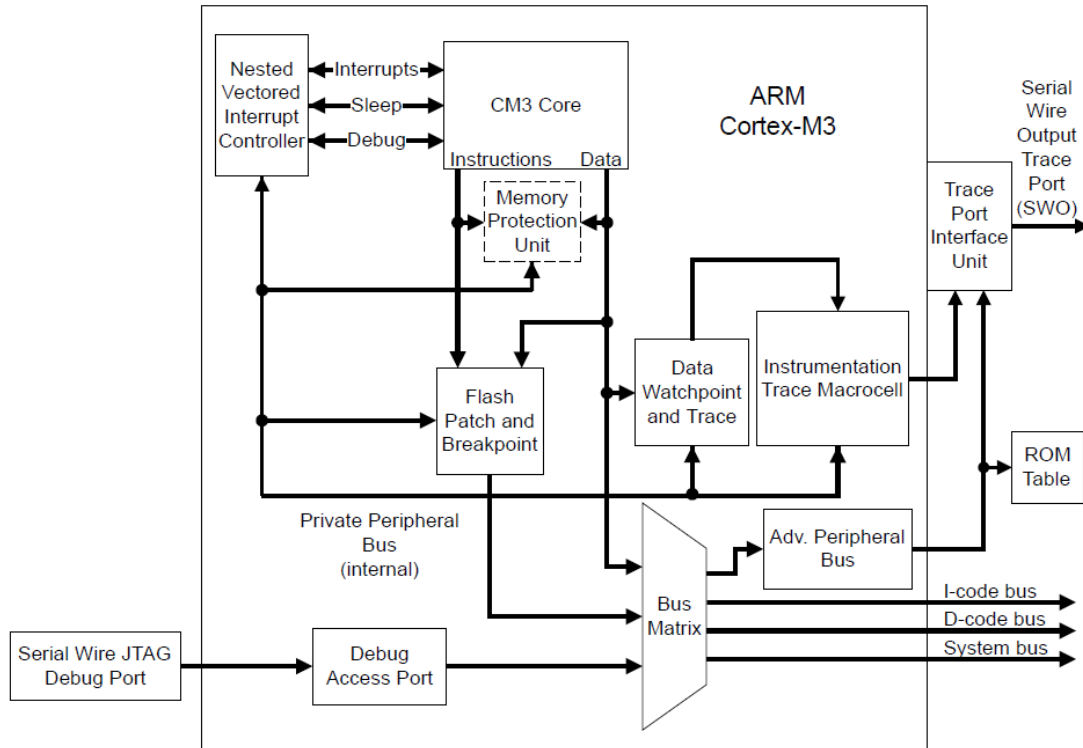 Nested
Vectored
Interrupt
Controller
Interrupts
Sleep
Debug
CM3 Core
Instructions
Data
ARM
Cortex-M3
Serial
Wire
Output
Trace
Port
(SWO)
Memory
Protection
Unit
Trace
Port
Interface
Unit
Flash
Patch and
Breakpoint
Data
Watchpoint
and Trace
Instrumentation
Trace Macrocell
ROM
Table
Private Peripheral
Bus
(internal)
Adv. Peripheral
Bus
Bus
Matrix
I-code bus
D-code bus
System bus
Serial Wire JTAG
Debug Port
Debug
Access Port